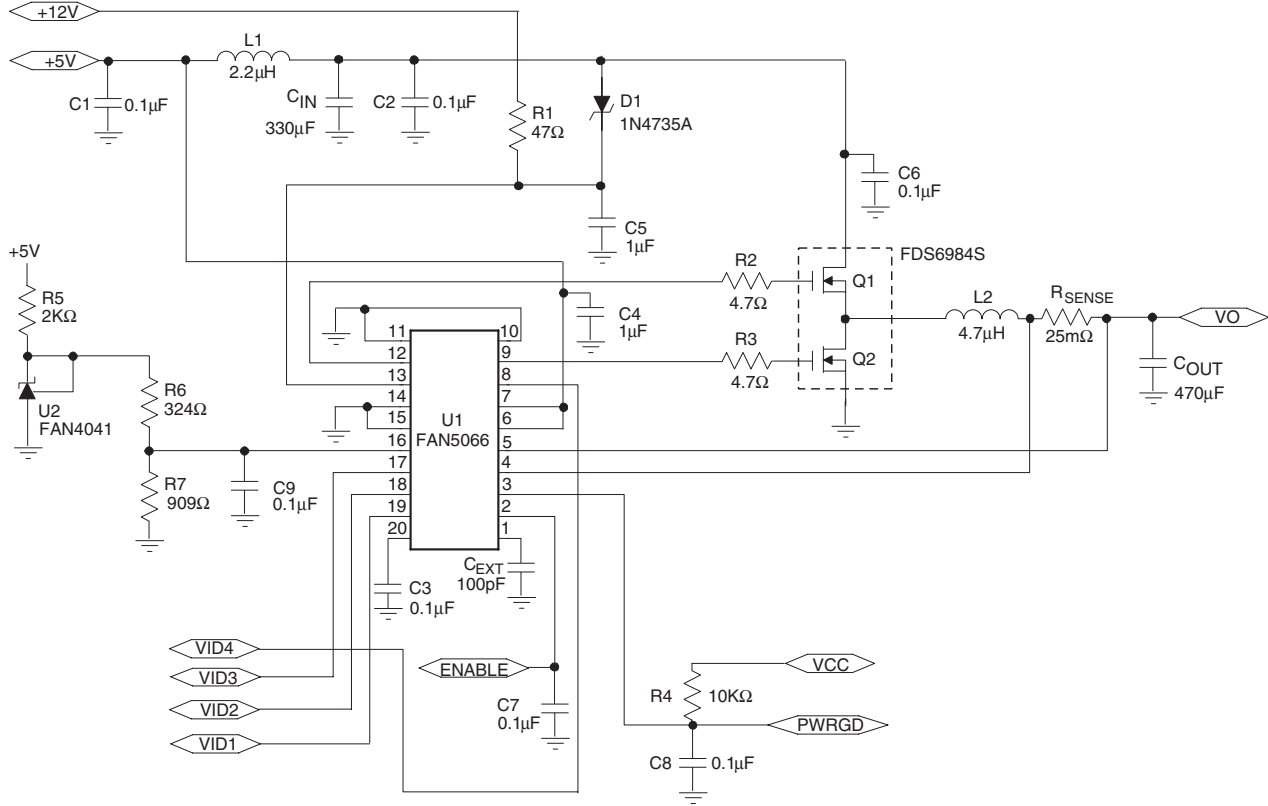 +12V
+5V
L1
2.2µH
C1
0.1µF
CIN
330µF
C2
0.1µF
R1
47Ω
D1
1N4735A
C6
0.1µF
C5
1µF
+5V
R5
2KΩ
U2
FAN4041
R6
324Ω
R7
909Ω
C9
0.1µF
R2
4.7Ω
R3
4.7Ω
C4
1µF
FDS6984S
Q1
Q2
L2
4.7µH
RSENSE
25mΩ
VO
COUT
470µF
U1
FAN5066
11
12
13
14
15
16
17
18
19
20
10
9
8
7
6
5
4
3
2
1
C3
0.1µF
CEXT
100pF
VID4
VID3
VID2
VID1
ENABLE
C7
0.1µF
VCC
R4
10KΩ
PWRGD
C8
0.1µF